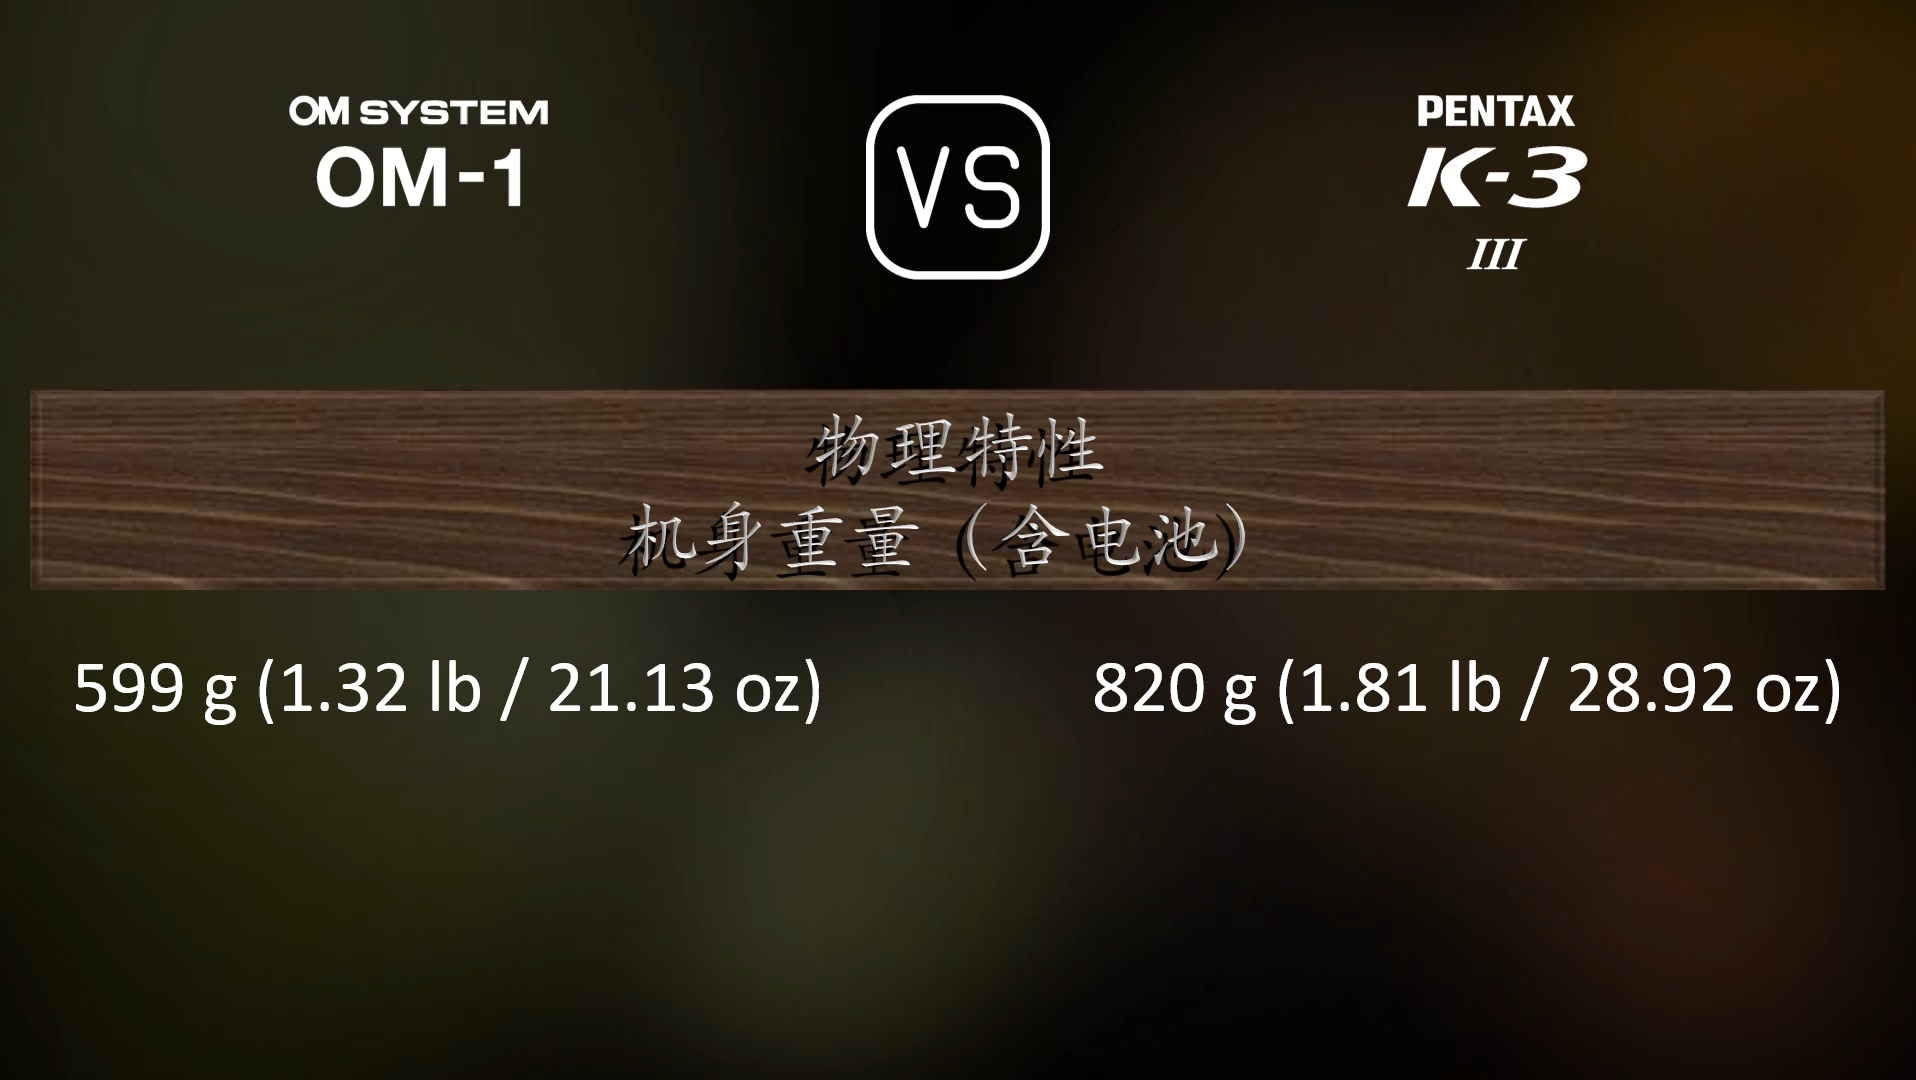 OM SYSTEM
OM-1
VS
PENTAX
K-3
III
物理特性
机身重量（含电池）
599 g (1.32 lb / 21.13 oz)
820 g (1.81 lb / 28.92 oz)